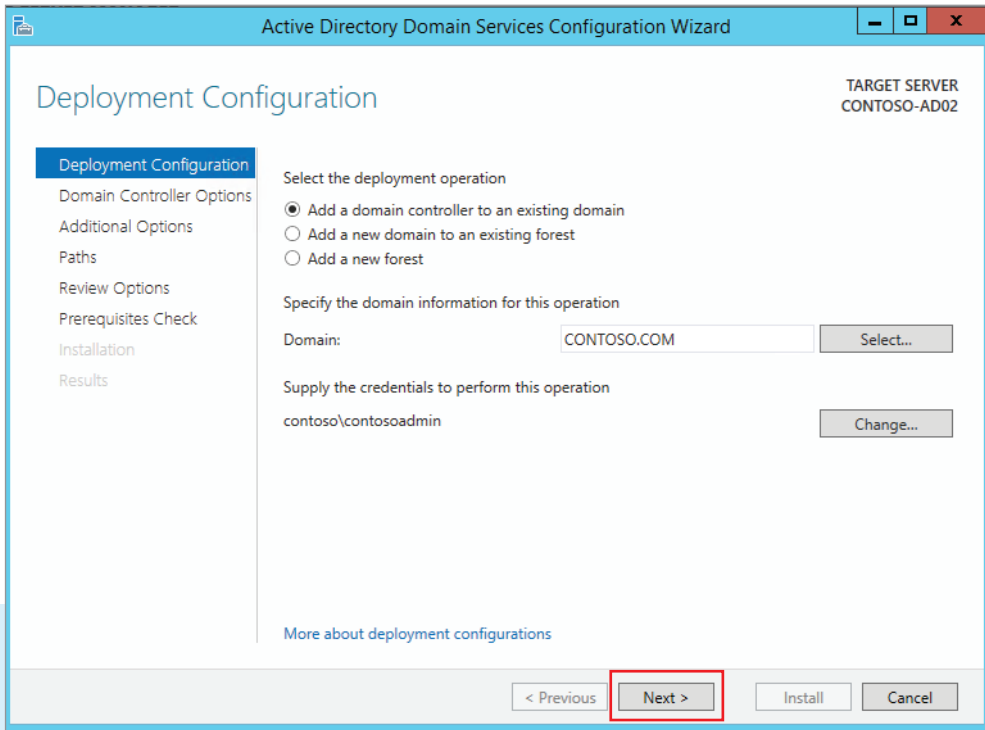 Active Directory Domain Services Configuration Wizard
Deployment Configuration
TARGET SERVER
CONTOSO-AD02
Deployment Configuration
Domain Controller Options
Additional Options
Paths
Review Options
Prerequisites Check
Installation
Results
Select the deployment operation
Add a domain controller to an existing domain
Add a new domain to an existing forest
Add a new forest
Specify the domain information for this operation
Domain: CONTOSO.COM Select...
Supply the credentials to perform this operation
contoso\contosoadmin Change...
More about deployment configurations
< Previous Next > Install Cancel